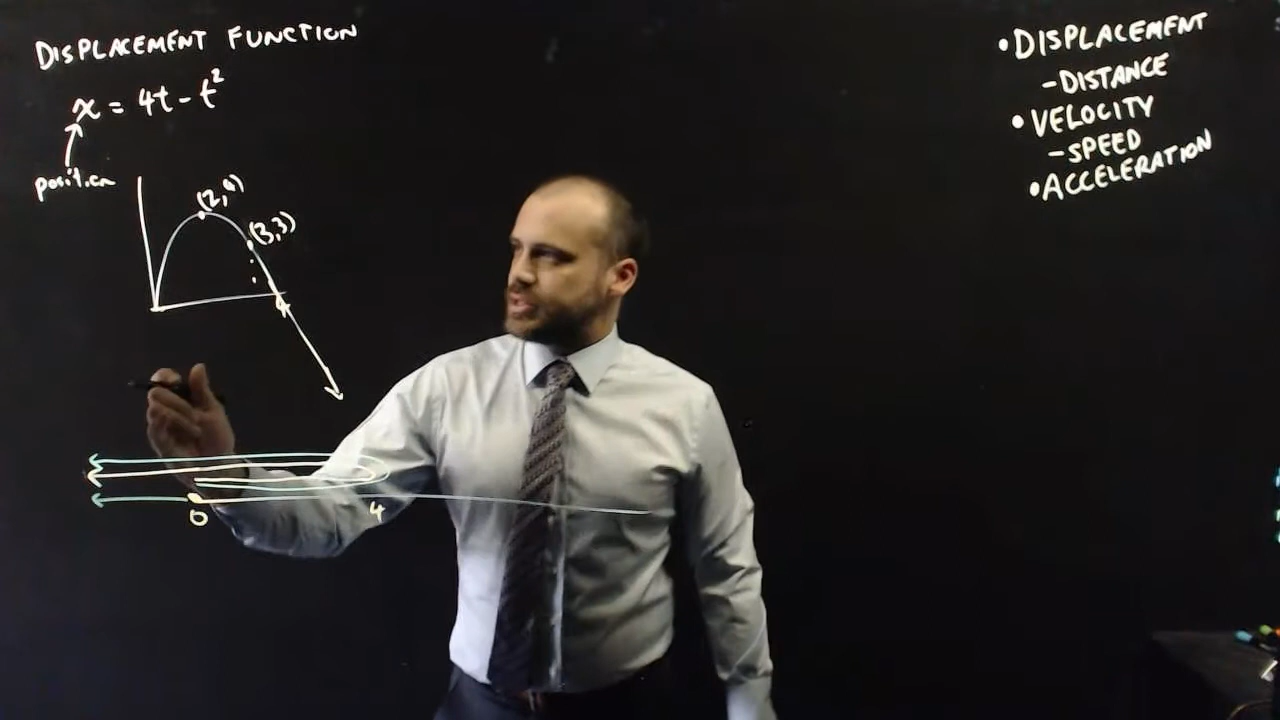 DISPLACEMENT FUNCTION
x = 4t - t²
position
(2,4)
(3,3)
4
0
4
• DISPLACEMENT
- DISTANCE
• VELOCITY
- SPEED
• ACCELERATION